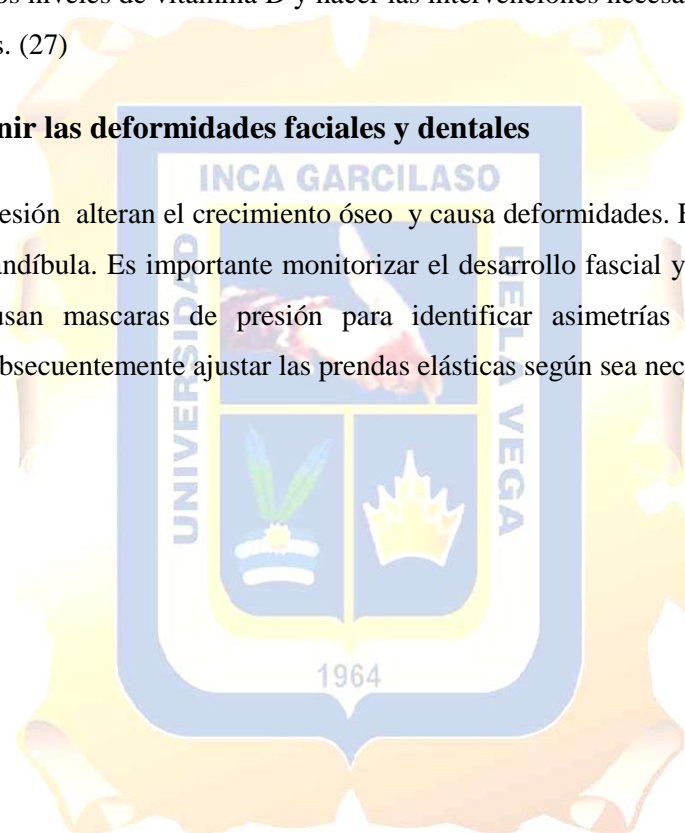 os niveles de vitamina D y hacer las intervenciones
s. (27)
nir las deformidades faciales y dentales
esión alteran el crecimiento óseo y causa deformidades.
andíbula. Es importante monitorizar el desarrollo fascial y
usan mascaras de presión para identificar asimetrías
bsecuentemente ajustar las prendas elásticas según sea nec
INCA GARCILASO
UNIVERSIDAD
DE LA VEGA
1964